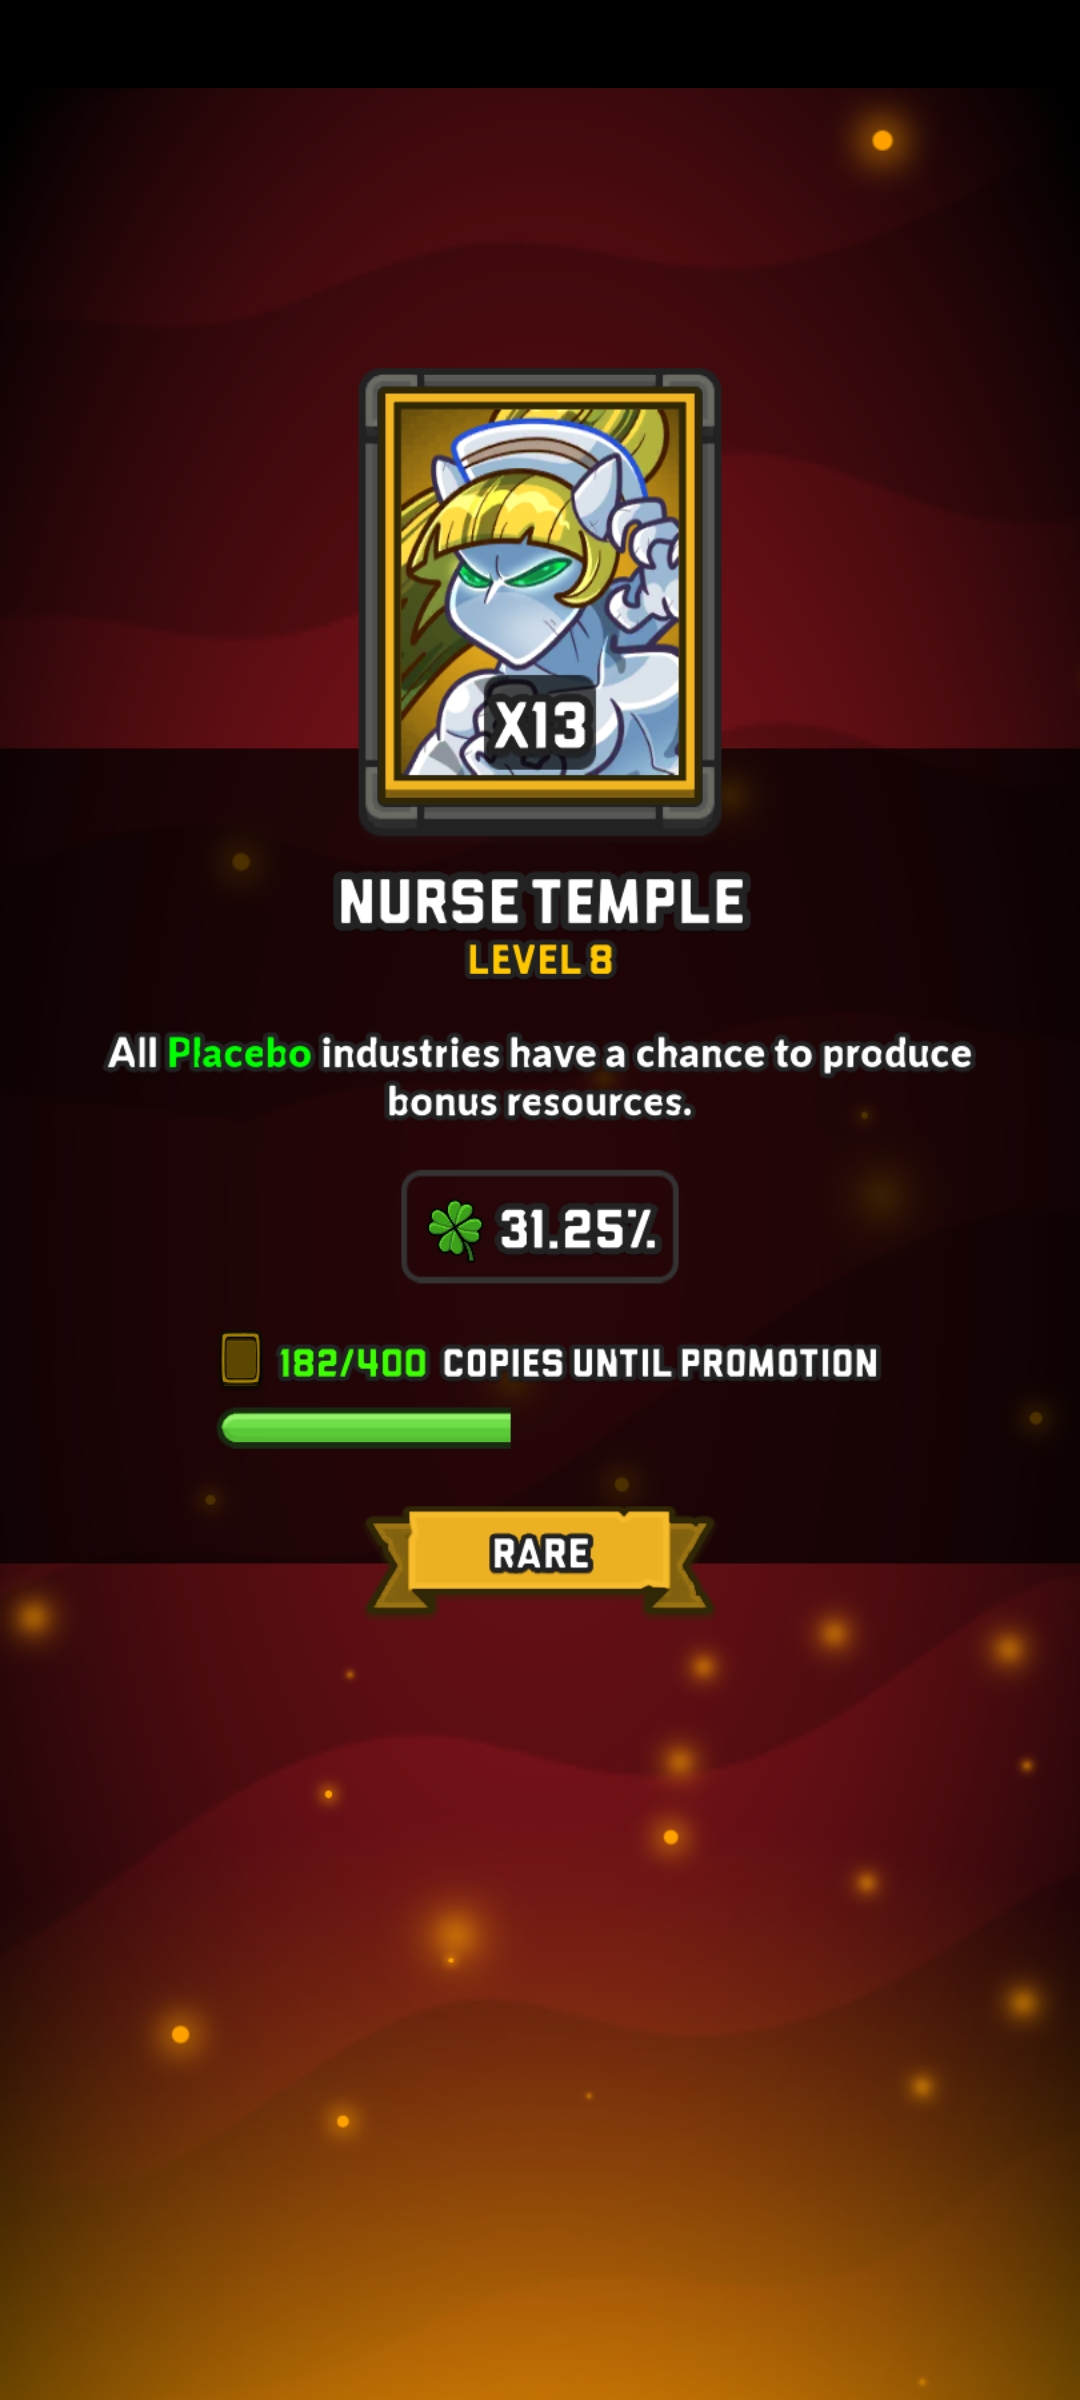 X13
NURSE TEMPLE
LEVEL 8
All Placebo industries have a chance to produce
bonus resources.
31.25%
182/400 COPIES UNTIL PROMOTION
RARE